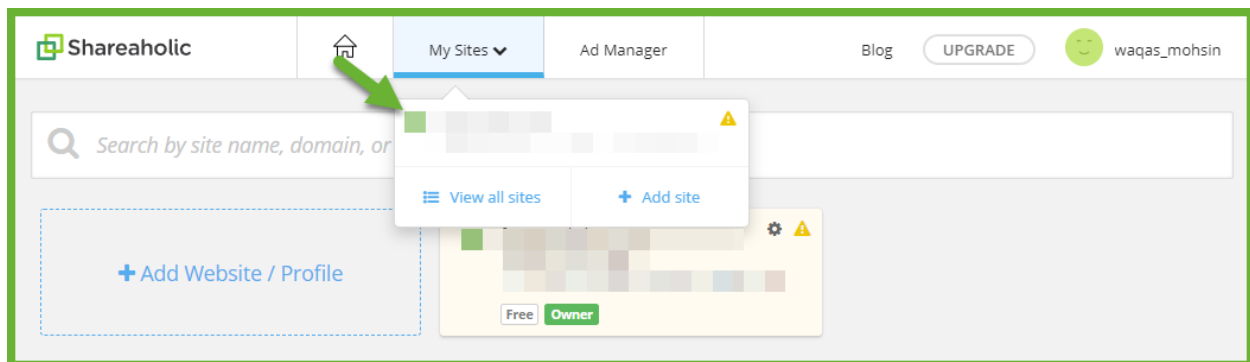 Shareaholic
My Sites
Ad Manager
Blog
UPGRADE
waqas_mohsin
Search by site name, domain, or
View all sites
Add site
+ Add Website / Profile
Free
Owner